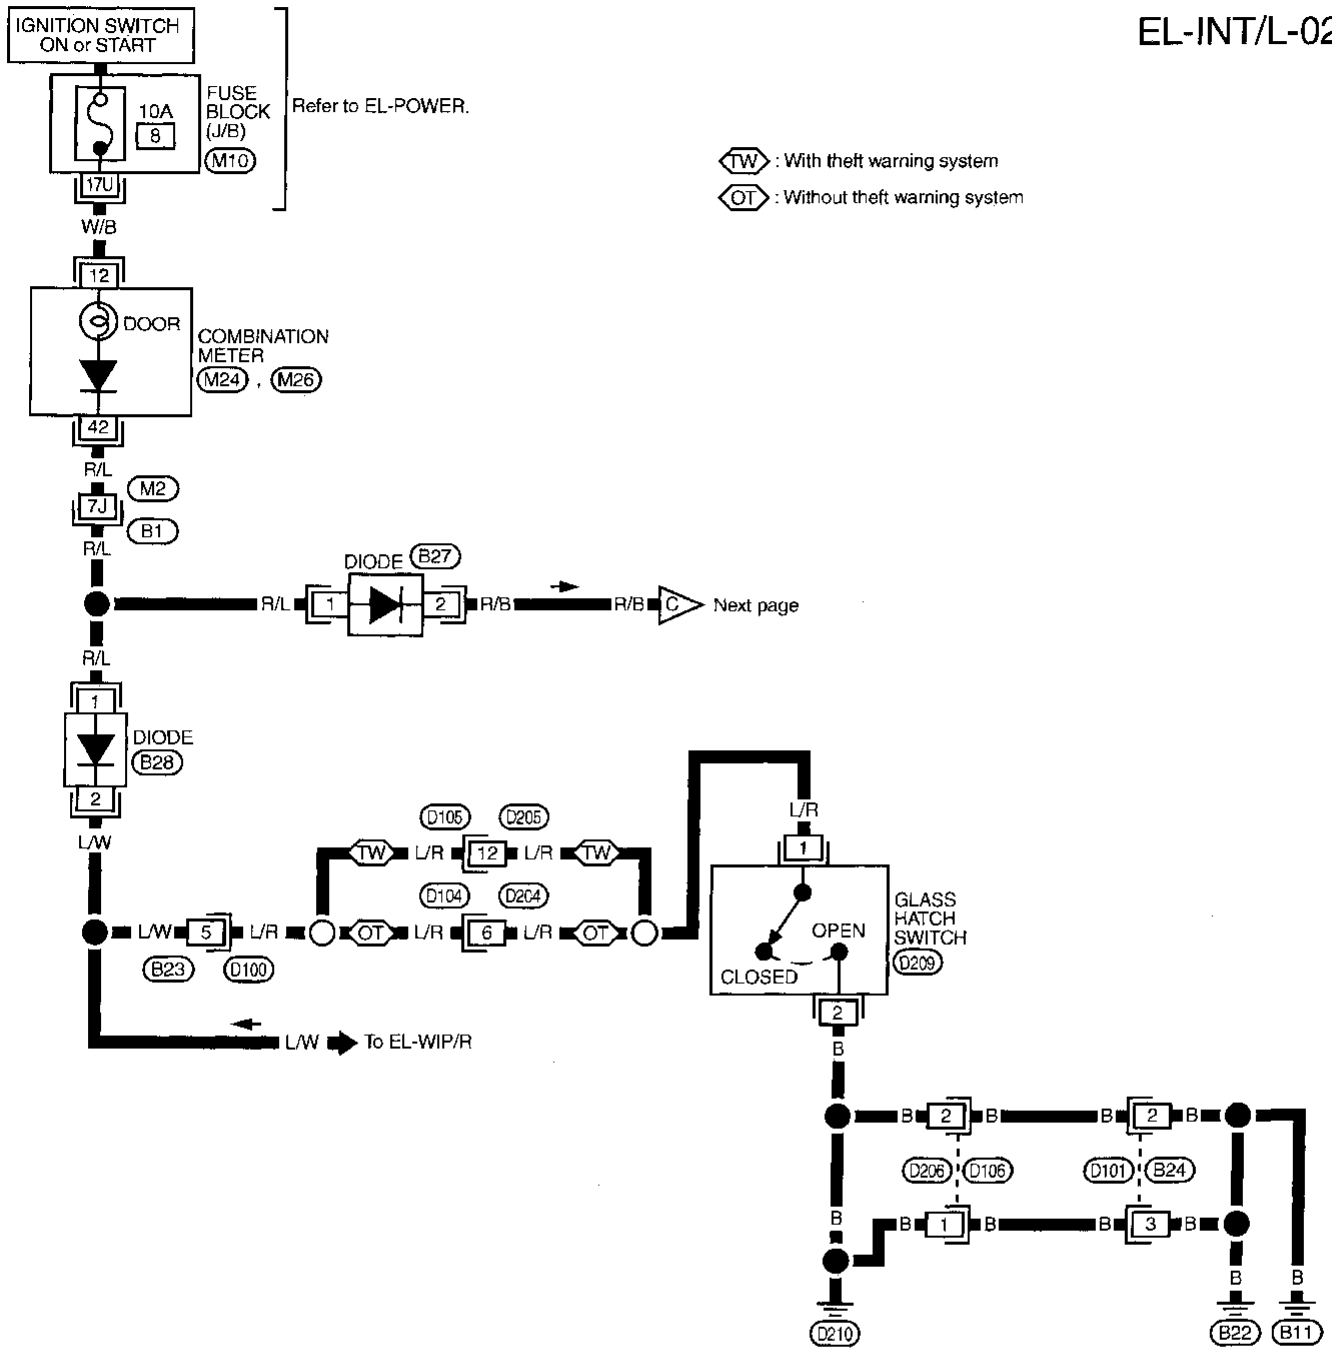 EL-INT/L-02
IGNITION SWITCH
ON or START
FUSE
BLOCK
(J/B)
M10
10A
8
Refer to EL-POWER.
17U
W/B
TW : With theft warning system
OT : Without theft warning system
12
DOOR
COMBINATION
METER
M24 , M26
42
R/L
M2
7J
B1
R/L
DIODE B27
R/L 1 2 R/B R/B C Next page
R/L
1
DIODE
B28
2
L/W
D105 D205
TW L/R 12 L/R TW
D104 D204
L/W 5 L/R OT L/R 6 L/R OT
B23 D100
L/R
1
GLASS
HATCH
SWITCH
D209
OPEN
CLOSED
2
L/W To EL-WIP/R
B
B 2 B B 2 B
D206 D106 D101 B24
B
B 1 B B 3 B
B B
D210 B22 B11